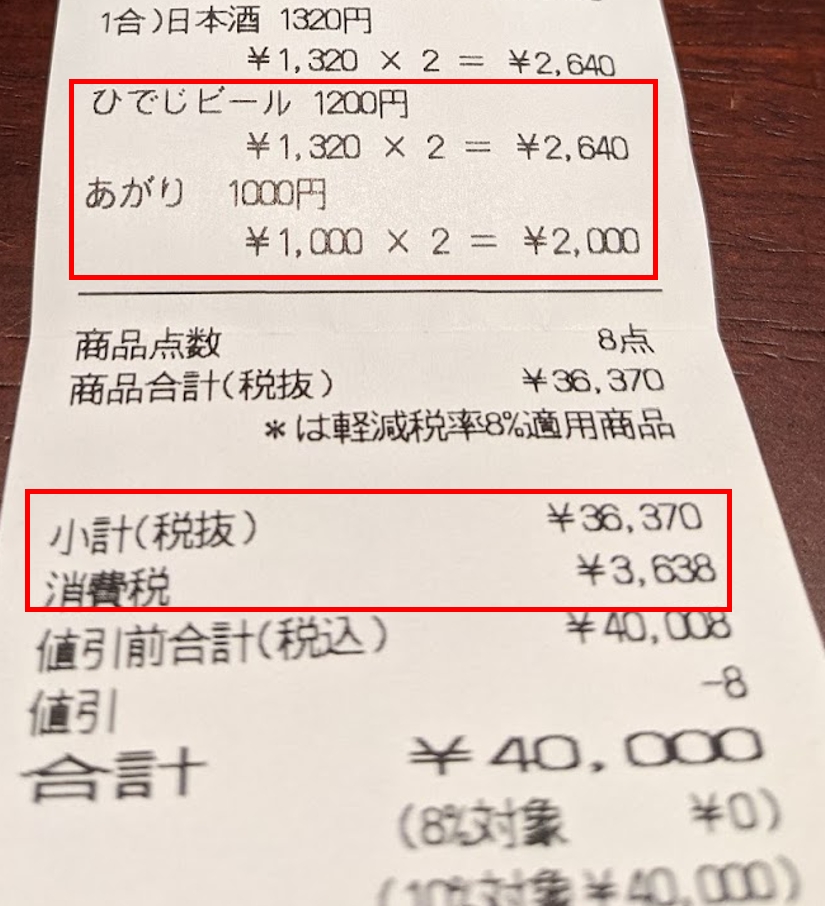 1合)日本酒 1320円
¥1,320 × 2 = ¥2,640
ひでじビール 1200円
¥1,320 × 2 = ¥2,640
あがり 1000円
¥1,000 × 2 = ¥2,000
商品点数 8点
商品合計(税抜) ¥36,370
*は軽減税率8%適用商品
小計(税抜) ¥36,370
消費税 ¥3,638
値引前合計(税込) ¥40,008
値引 -8
合計 ¥40,000
(8%対象 ¥0)
(10%対象¥40,000)